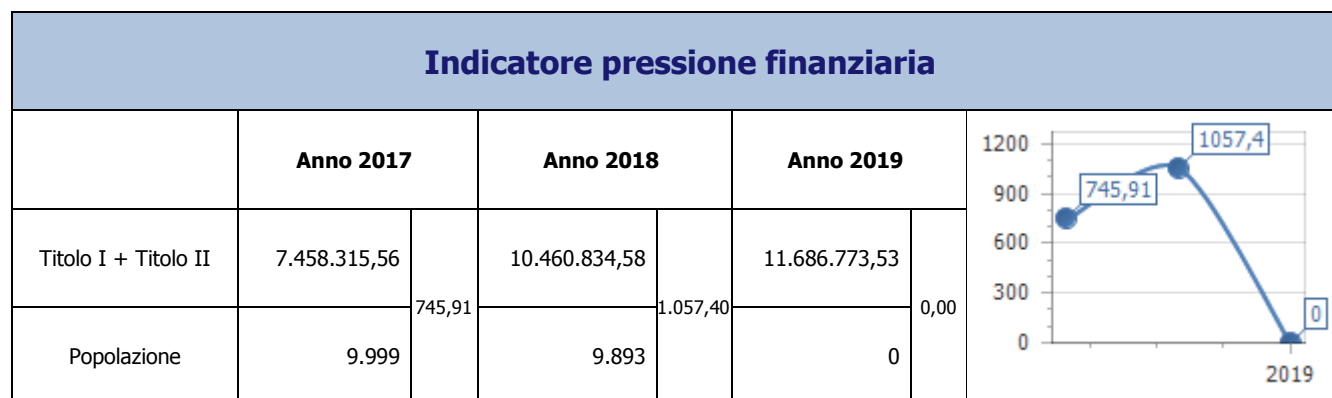 Indicatore pressione finanziaria
Anno 2017 Anno 2018 Anno 2019
Titolo I + Titolo II 7.458.315,56 10.460.834,58 11.686.773,53
745,91 1.057,40 0,00
Popolazione 9.999 9.893 0
1200
900
600
300
0
745,91
1057,4
0
2019